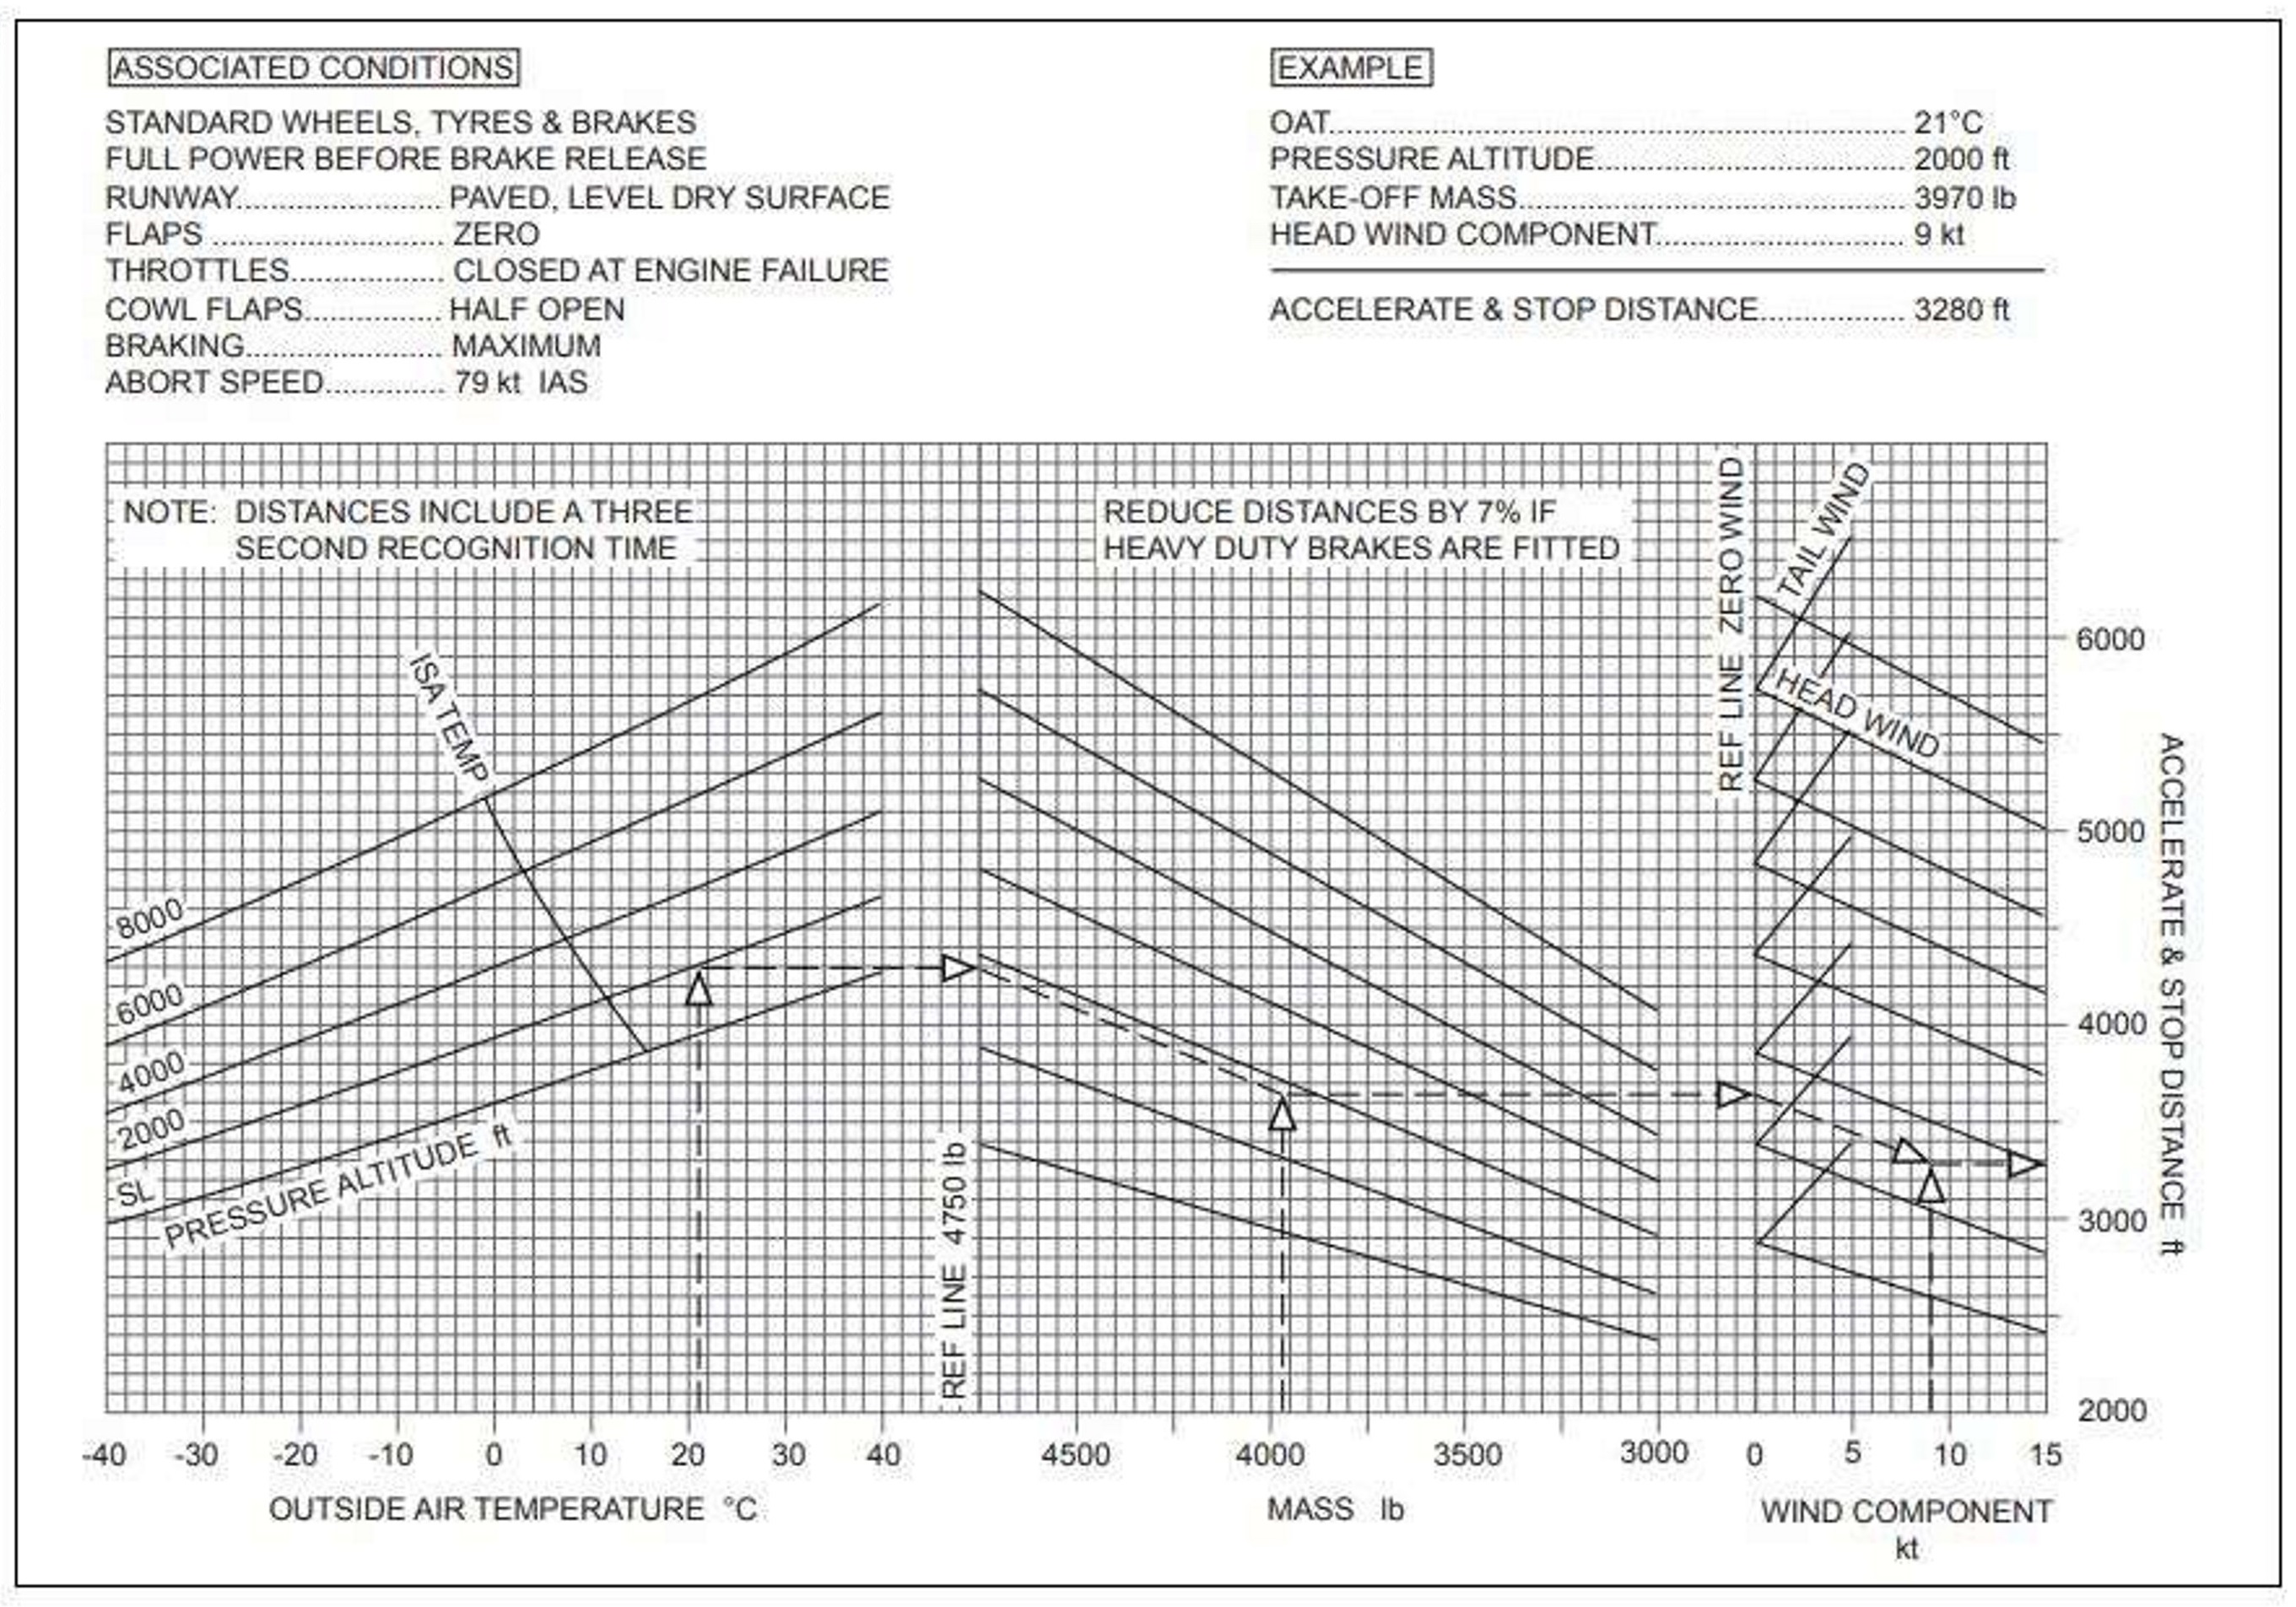 ASSOCIATED CONDITIONS
STANDARD WHEELS, TYRES & BRAKES
FULL POWER BEFORE BRAKE RELEASE
RUNWAY....................... PAVED, LEVEL DRY SURFACE
FLAPS .......................... ZERO
THROTTLES................. CLOSED AT ENGINE FAILURE
COWL FLAPS............... HALF OPEN
BRAKING...................... MAXIMUM
ABORT SPEED............. 79 kt IAS
EXAMPLE
OAT................................................................ 21°C
PRESSURE ALTITUDE.................................. 2000 ft
TAKE-OFF MASS........................................... 3970 lb
HEAD WIND COMPONENT........................... 9 kt
ACCELERATE & STOP DISTANCE................ 3280 ft
NOTE: DISTANCES INCLUDE A THREE
SECOND RECOGNITION TIME
REDUCE DISTANCES BY 7% IF
HEAVY DUTY BRAKES ARE FITTED
REF LINE ZERO WIND
TAIL WIND
HEAD WIND
ISA TEMP
8000
6000
4000
2000
SL
PRESSURE ALTITUDE ft
REF LINE 4750 lb
6000
5000
4000
3000
2000
ACCELERATE & STOP DISTANCE ft
-40 -30 -20 -10 0 10 20 30 40 4500 4000 3500 3000 0 5 10 15
OUTSIDE AIR TEMPERATURE °C
MASS lb
WIND COMPONENT
kt